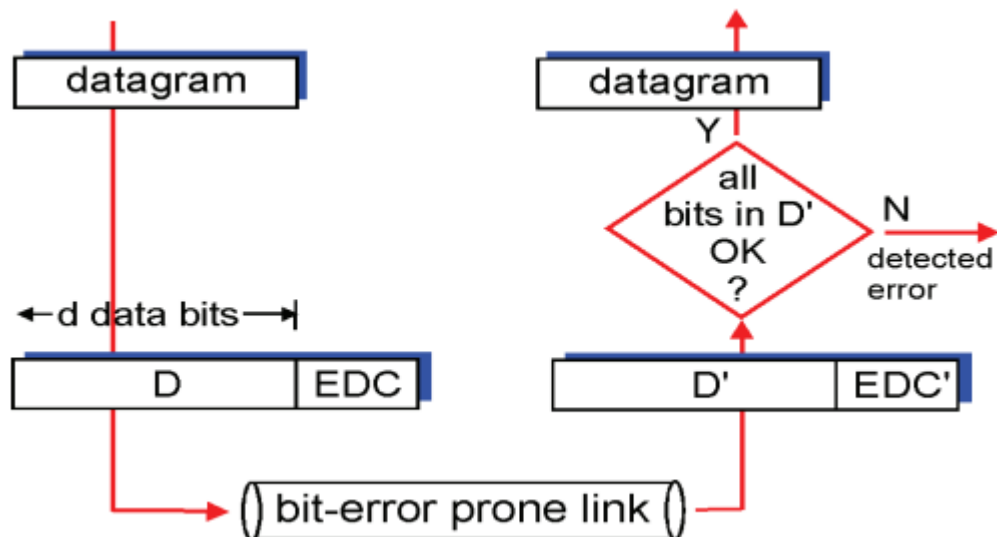 datagram
d data bits
D
EDC
bit-error prone link
datagram
Y
all
bits in D'
OK
?
N
detected
error
D'
EDC'